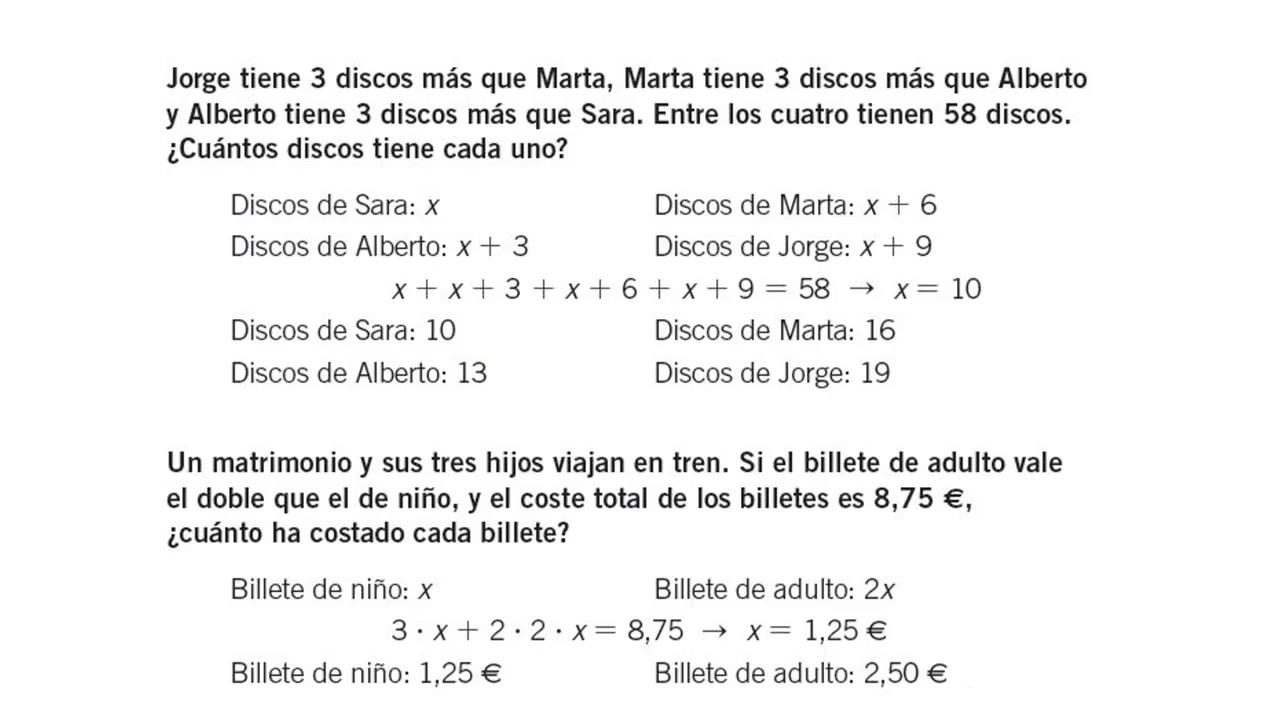 Jorge tiene 3 discos más que Marta, Marta tiene 3 discos más que Alberto
y Alberto tiene 3 discos más que Sara. Entre los cuatro tienen 58 discos.
¿Cuántos discos tiene cada uno?
Discos de Sara: x Discos de Marta: x + 6
Discos de Alberto: x + 3 Discos de Jorge: x + 9
x + x + 3 + x + 6 + x + 9 = 58 → x = 10
Discos de Sara: 10 Discos de Marta: 16
Discos de Alberto: 13 Discos de Jorge: 19
Un matrimonio y sus tres hijos viajan en tren. Si el billete de adulto vale
el doble que el de niño, y el coste total de los billetes es 8,75 €,
¿cuánto ha costado cada billete?
Billete de niño: x Billete de adulto: 2x
3 · x + 2 · 2 · x = 8,75 → x = 1,25 €
Billete de niño: 1,25 € Billete de adulto: 2,50 €